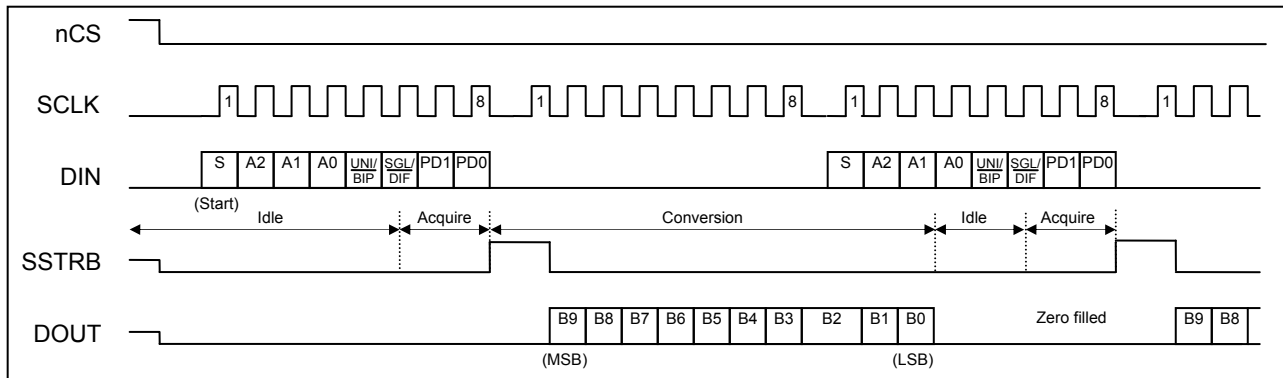 nCS
SCLK
1 8 1 8 1 8 1
DIN
S A2 A1 A0 UNI/BIP SGL/DIF PD1 PD0 S A2 A1 A0 UNI/BIP SGL/DIF PD1 PD0
(Start)
Idle Acquire Conversion Idle Acquire
SSTRB
DOUT
B9 B8 B7 B6 B5 B4 B3 B2 B1 B0 Zero filled B9 B8
(MSB) (LSB)